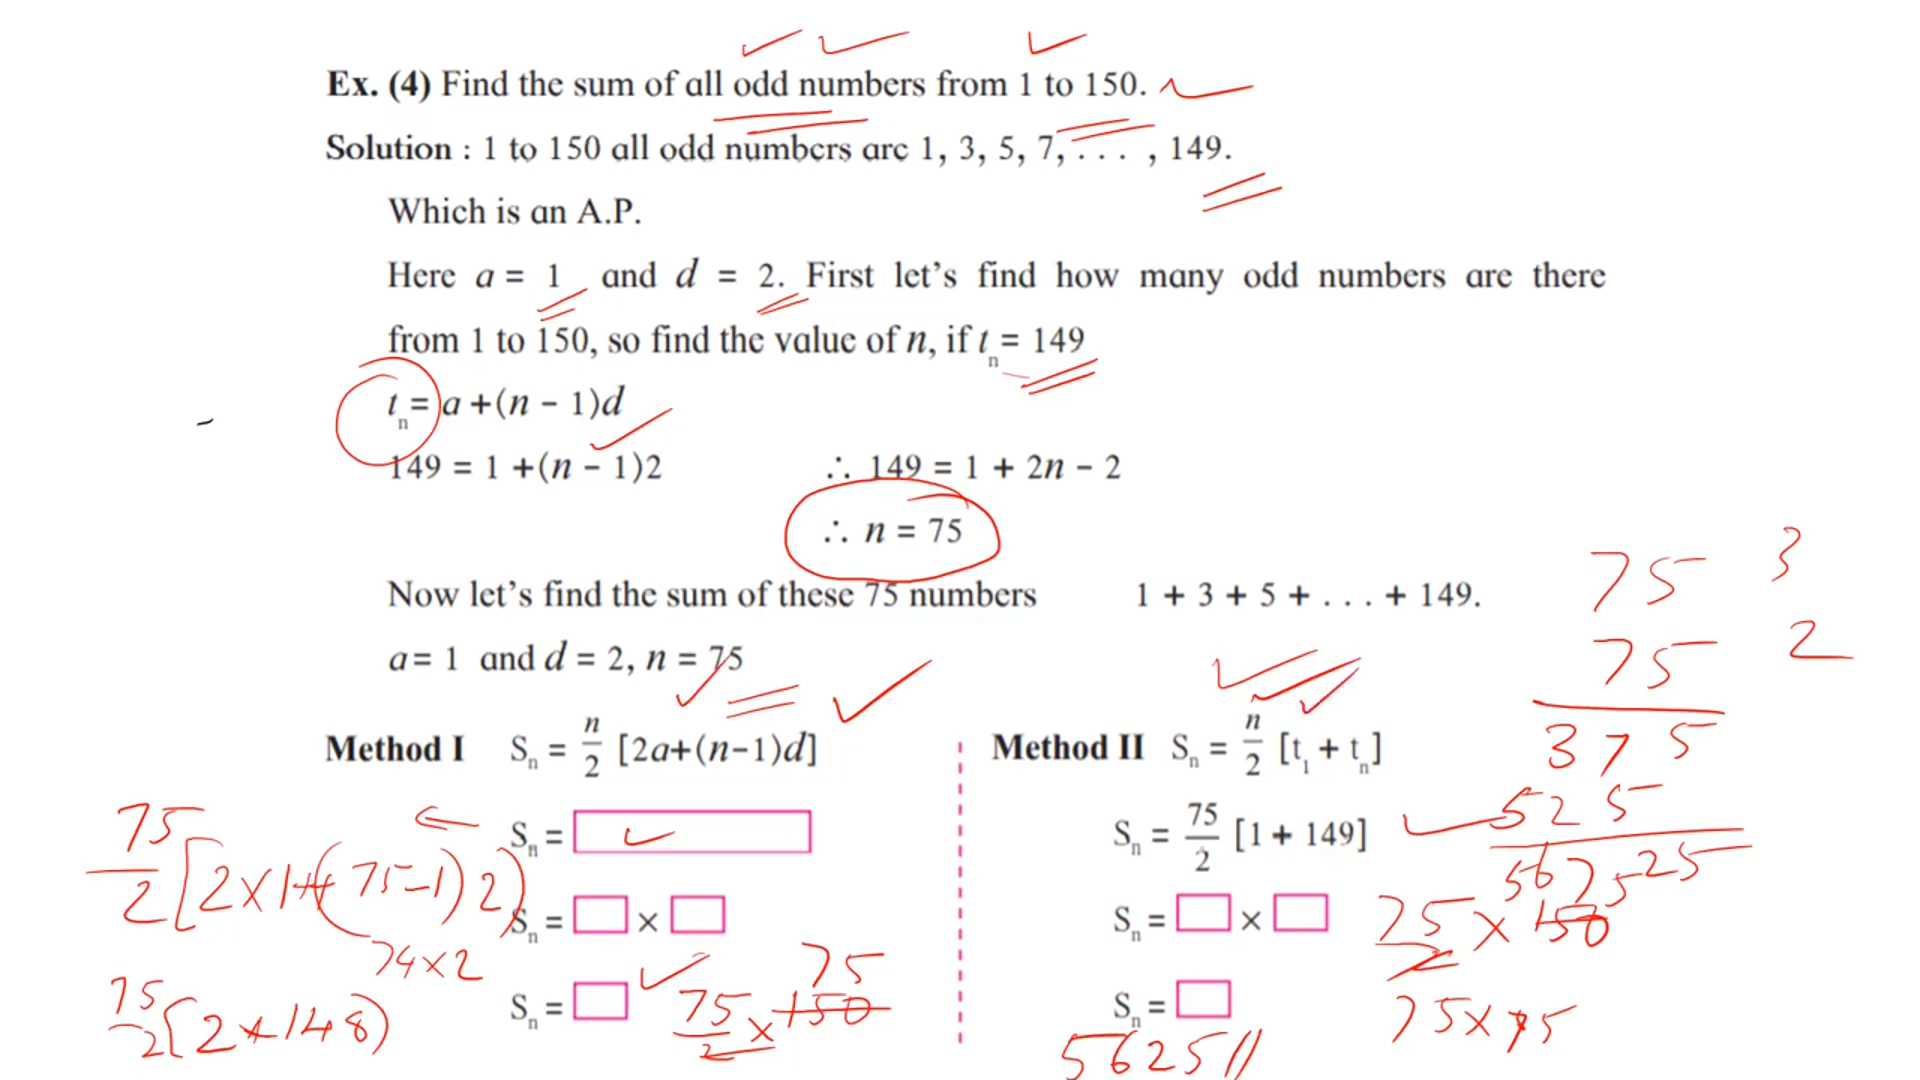 Ex. (4) Find the sum of all odd numbers from 1 to 150.
Solution : 1 to 150 all odd numbers are 1, 3, 5, 7, . . . , 149.
Which is an A.P.
Here a = 1 and d = 2. First let's find how many odd numbers are there
from 1 to 150, so find the value of n, if tₙ = 149
tₙ = a +(n − 1)d
149 = 1 +(n − 1)2 ∴ 149 = 1 + 2n − 2
∴ n = 75
Now let's find the sum of these 75 numbers 1 + 3 + 5 + . . . + 149.
a = 1 and d = 2, n = 75
Method I Sₙ = n/2 [2a+(n−1)d]
Sₙ =
Sₙ = ×
Sₙ =
Method II Sₙ = n/2 [t₁ + tₙ]
Sₙ = 75/2 [1 + 149]
Sₙ = ×
Sₙ =
75/2 [2×1+(75−1)2)
74×2
75/2 (2+148)
75
75/2 × 150
75 3
75 2
375
525
5625
25
75/2 × 150
75×75
5625//